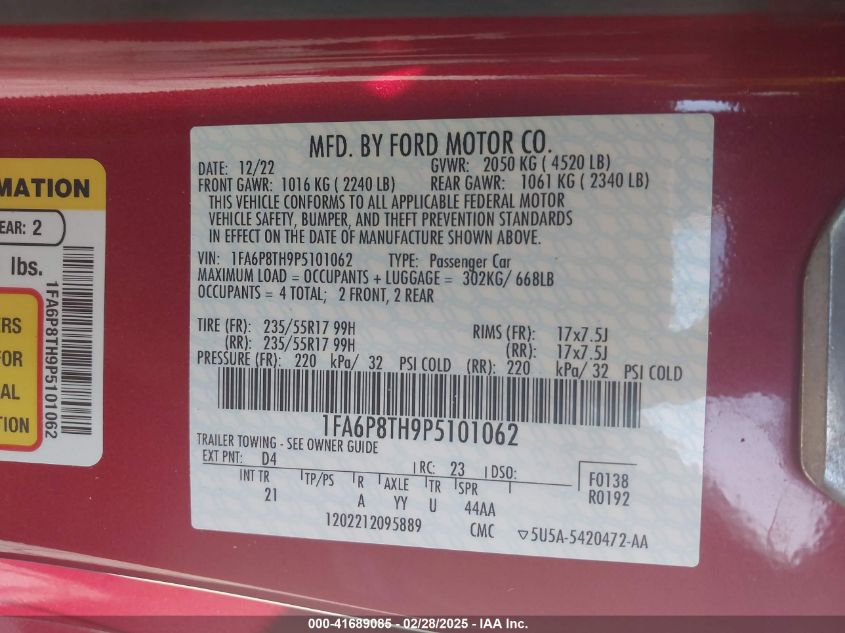 MATION
EAR: 2
lbs.
ERS
FOR
AL
TION
1FA6P8TH9P5101062
MFD. BY FORD MOTOR CO.
DATE: 12/22 GVWR: 2050 KG ( 4520 LB)
FRONT GAWR: 1016 KG ( 2240 LB) REAR GAWR: 1061 KG ( 2340 LB)
THIS VEHICLE CONFORMS TO ALL APPLICABLE FEDERAL MOTOR
VEHICLE SAFETY, BUMPER, AND THEFT PREVENTION STANDARDS
IN EFFECT ON THE DATE OF MANUFACTURE SHOWN ABOVE.
VIN: 1FA6P8TH9P5101062 TYPE: Passenger Car
MAXIMUM LOAD = OCCUPANTS + LUGGAGE = 302KG/ 668LB
OCCUPANTS = 4 TOTAL; 2 FRONT, 2 REAR
TIRE (FR): 235/55R17 99H RIMS (FR): 17x7.5J
(RR): 235/55R17 99H (RR): 17x7.5J
PRESSURE (FR): 220 kPa/ 32 PSI COLD (RR): 220 kPa/ 32 PSI COLD
1FA6P8TH9P5101062
TRAILER TOWING - SEE OWNER GUIDE
EXT PNT: D4 RC: 23 DSO: F0138
INT TR TP/PS R AXLE TR SPR R0192
21 A YY U 44AA
1202212095889 CMC ▽5U5A-5420472-AA
000-41689085 - 02/28/2025 - IAA Inc.